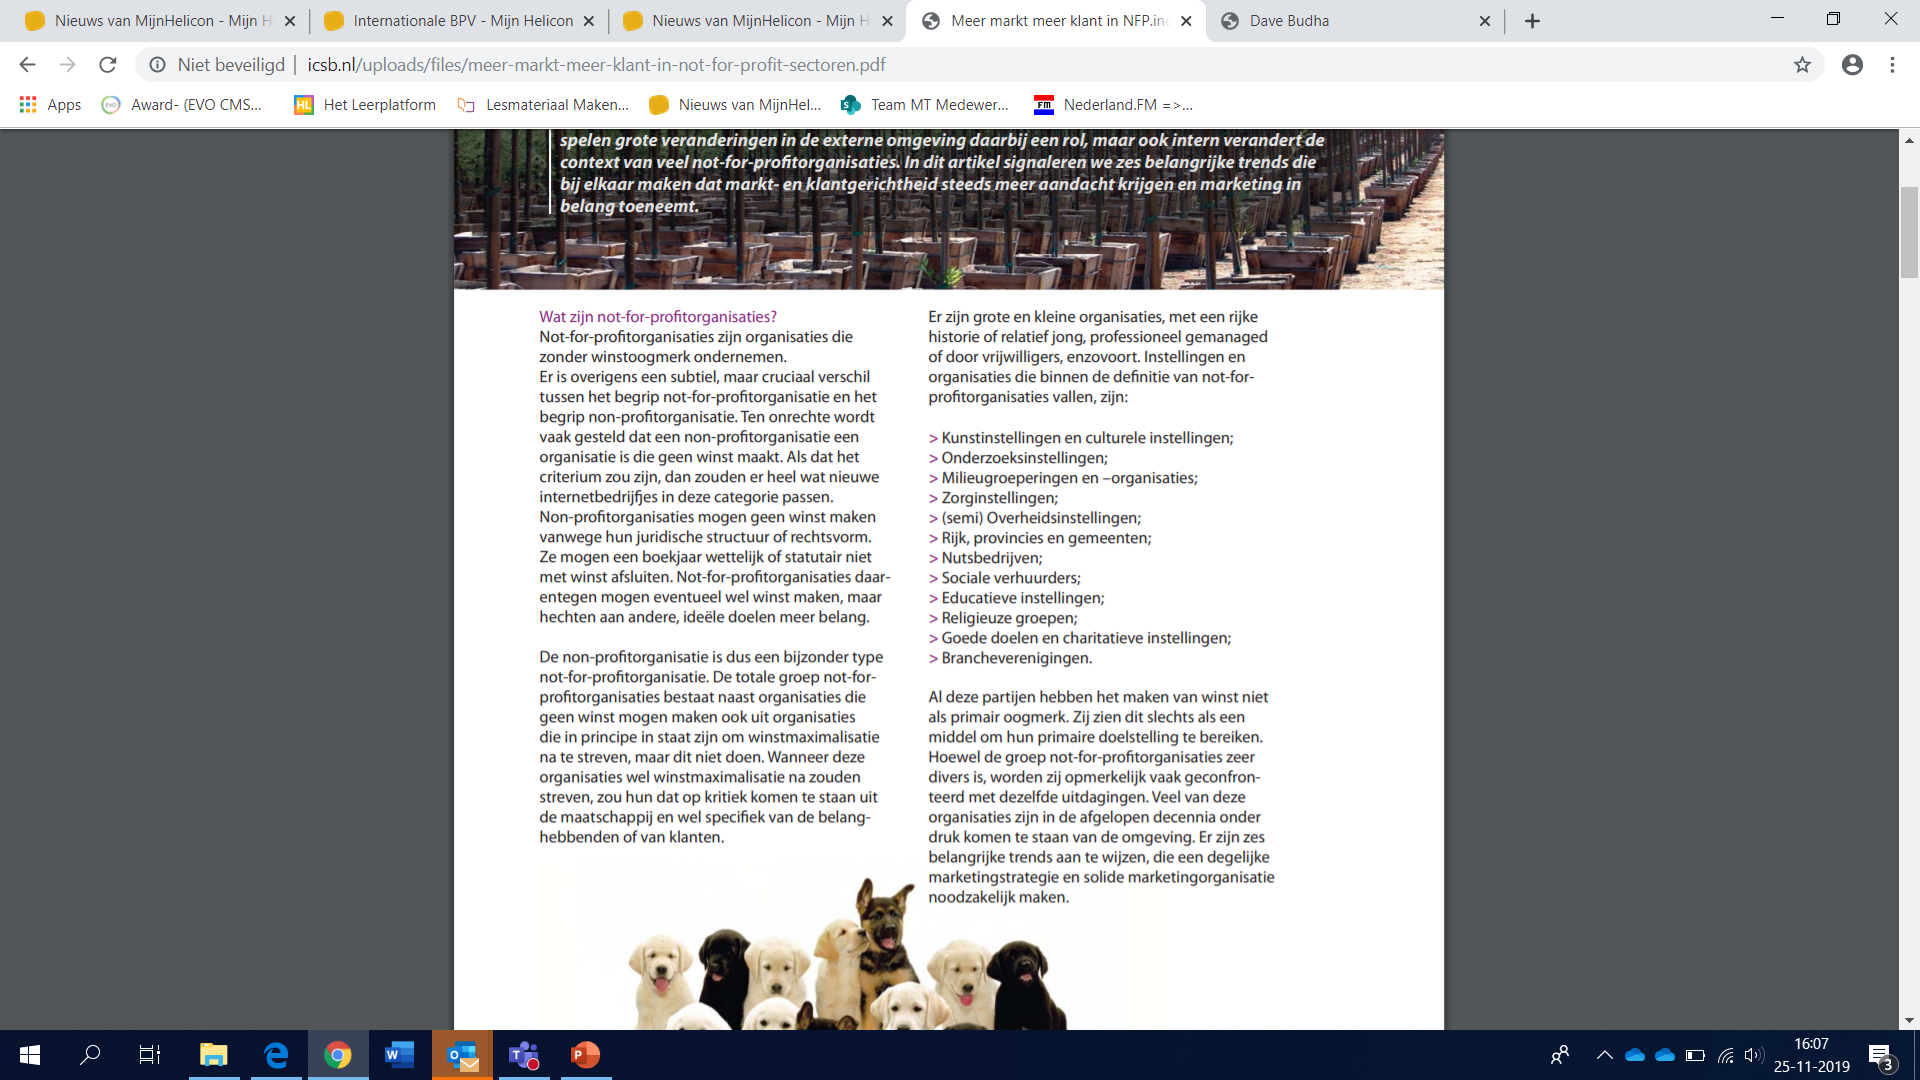 Nieuws van MijnHelicon - Mijn H
Internationale BPV - Mijn Helicon
Nieuws van MijnHelicon - Mijn H
Meer markt meer klant in NFP.in
Dave Budha
Niet beveiligd | icsb.nl/uploads/files/meer-markt-meer-klant-in-not-for-profit-sectoren.pdf
Apps
EVO
Award- (EVO CMS...
HL
Het Leerplatform
Lesmateriaal Maken...
Nieuws van MijnHel...
S
Team MT Medewer...
FM
Nederland.FM =>...
spelen grote veranderingen in de externe omgeving daarbij een rol, maar ook intern verandert de
context van veel not-for-profitorganisaties. In dit artikel signaleren we zes belangrijke trends die
bij elkaar maken dat markt- en klantgerichtheid steeds meer aandacht krijgen en marketing in
belang toeneemt.
Wat zijn not-for-profitorganisaties?
Not-for-profitorganisaties zijn organisaties die
zonder winstoogmerk ondernemen.
Er is overigens een subtiel, maar cruciaal verschil
tussen het begrip not-for-profitorganisatie en het
begrip non-profitorganisatie. Ten onrechte wordt
vaak gesteld dat een non-profitorganisatie een
organisatie is die geen winst maakt. Als dat het
criterium zou zijn, dan zouden er heel wat nieuwe
internetbedrijfjes in deze categorie passen.
Non-profitorganisaties mogen geen winst maken
vanwege hun juridische structuur of rechtsvorm.
Ze mogen een boekjaar wettelijk of statutair niet
met winst afsluiten. Not-for-profitorganisaties daar-
entegen mogen eventueel wel winst maken, maar
hechten aan andere, ideële doelen meer belang.
De non-profitorganisatie is dus een bijzonder type
not-for-profitorganisatie. De totale groep not-for-
profitorganisaties bestaat naast organisaties die
geen winst mogen maken ook uit organisaties
die in principe in staat zijn om winstmaximalisatie
na te streven, maar dit niet doen. Wanneer deze
organisaties wel winstmaximalisatie na zouden
streven, zou hun dat op kritiek komen te staan uit
de maatschappij en wel specifiek van de belang-
hebbenden of van klanten.
Er zijn grote en kleine organisaties, met een rijke
historie of relatief jong, professioneel gemanaged
of door vrijwilligers, enzovoort. Instellingen en
organisaties die binnen de definitie van not-for-
profitorganisaties vallen, zijn:
> Kunstinstellingen en culturele instellingen;
> Onderzoeksinstellingen;
> Milieugroeperingen en –organisaties;
> Zorginstellingen;
> (semi) Overheidsinstellingen;
> Rijk, provincies en gemeenten;
> Nutsbedrijven;
> Sociale verhuurders;
> Educatieve instellingen;
> Religieuze groepen;
> Goede doelen en charitatieve instellingen;
> Brancheverenigingen.
Al deze partijen hebben het maken van winst niet
als primair oogmerk. Zij zien dit slechts als een
middel om hun primaire doelstelling te bereiken.
Hoewel de groep not-for-profitorganisaties zeer
divers is, worden zij opmerkelijk vaak geconfron-
teerd met dezelfde uitdagingen. Veel van deze
organisaties zijn in de afgelopen decennia onder
druk komen te staan van de omgeving. Er zijn zes
belangrijke trends aan te wijzen, die een degelijke
marketingstrategie en solide marketingorganisatie
noodzakelijk maken.
16:07
25-11-2019
3